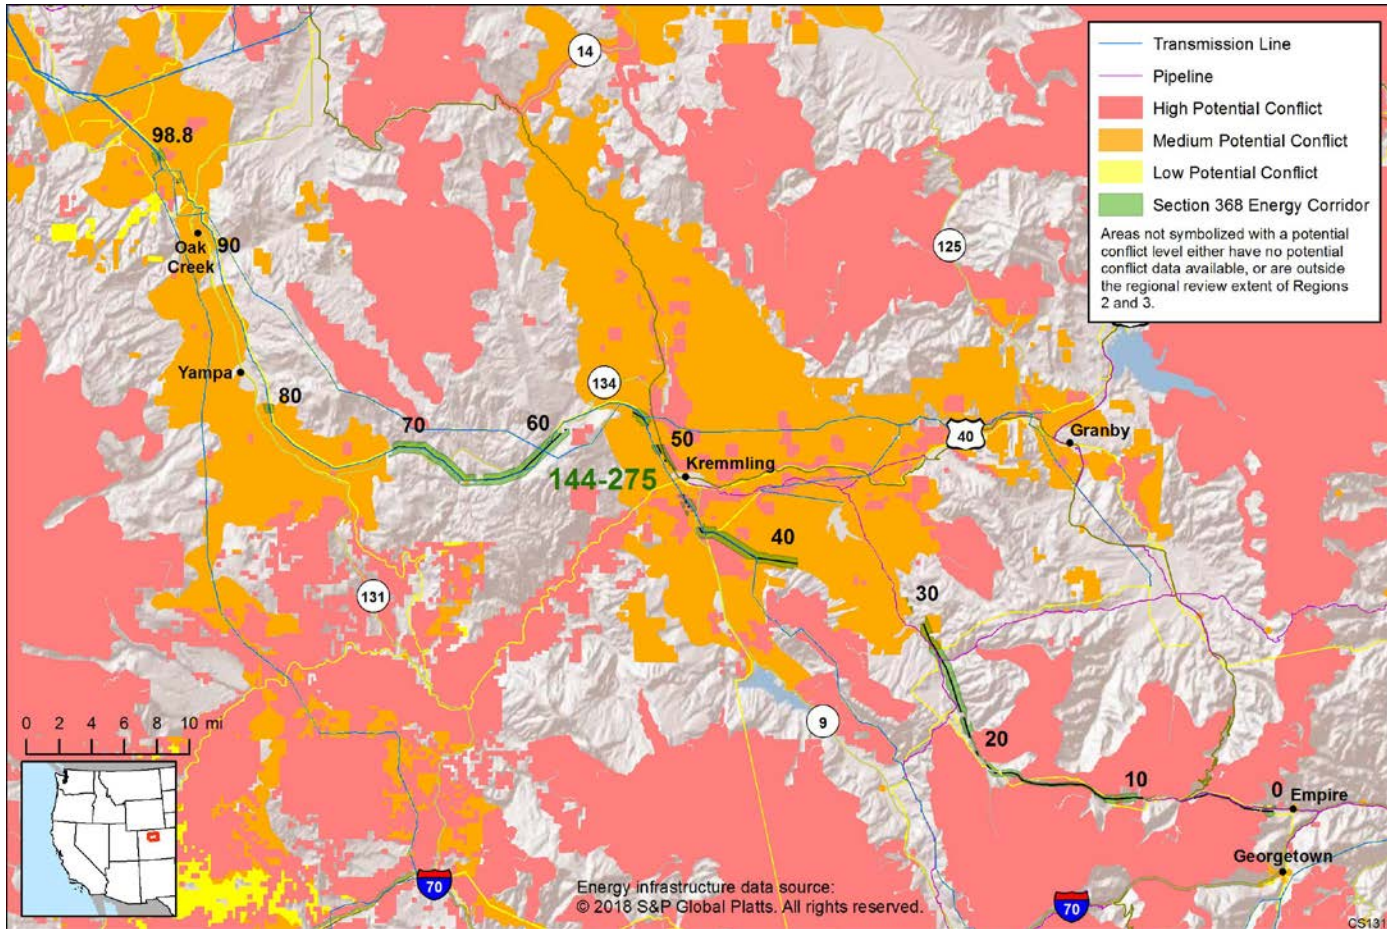 14
Transmission Line
Pipeline
High Potential Conflict
Medium Potential Conflict
Low Potential Conflict
Section 368 Energy Corridor
Areas not symbolized with a potential
conflict level either have no potential
conflict data available, or are outside
the regional review extent of Regions
2 and 3.
98.8
125
Oak
Creek
90
Yampa
80
134
70
60
50
40
Granby
Kremmling
144-275
40
131
30
9
20
10
0
Empire
0 2 4 6 8 10 mi
Georgetown
70
Energy infrastructure data source:
© 2018 S&P Global Platts. All rights reserved.
70
CS131